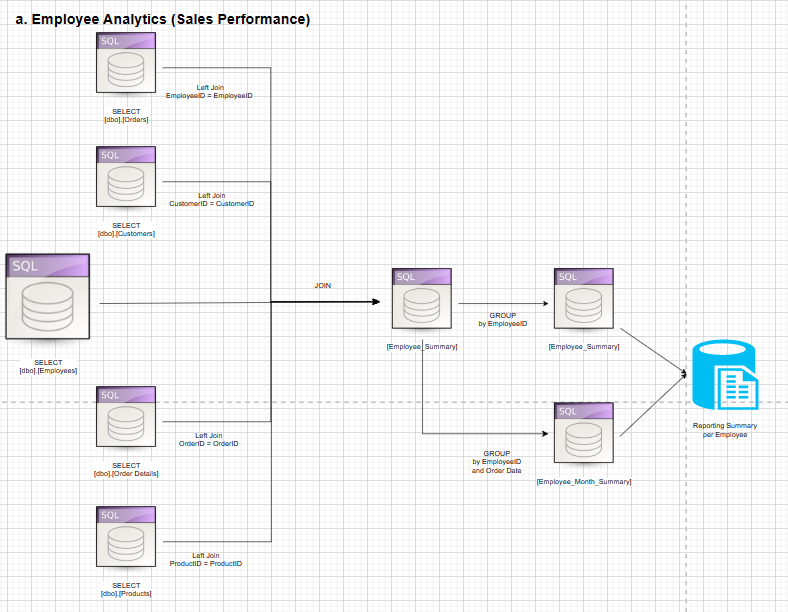 a. Employee Analytics (Sales Performance)
SQL
Left Join
EmployeeID = EmployeeID
SELECT
[dbo].[Orders]
SQL
Left Join
CustomerID = CustomerID
SELECT
[dbo].[Customers]
SQL
SELECT
[dbo].[Employees]
JOIN
SQL
[Employee_Summary]
GROUP
by EmployeeID
SQL
[Employee_Summary]
SQL
Left Join
OrderID = OrderID
SELECT
[dbo].[Order Details]
GROUP
by EmployeeID
and Order Date
SQL
[Employee_Month_Summary]
Reporting Summary
per Employee
SQL
Left Join
ProductID = ProductID
SELECT
[dbo].[Products]